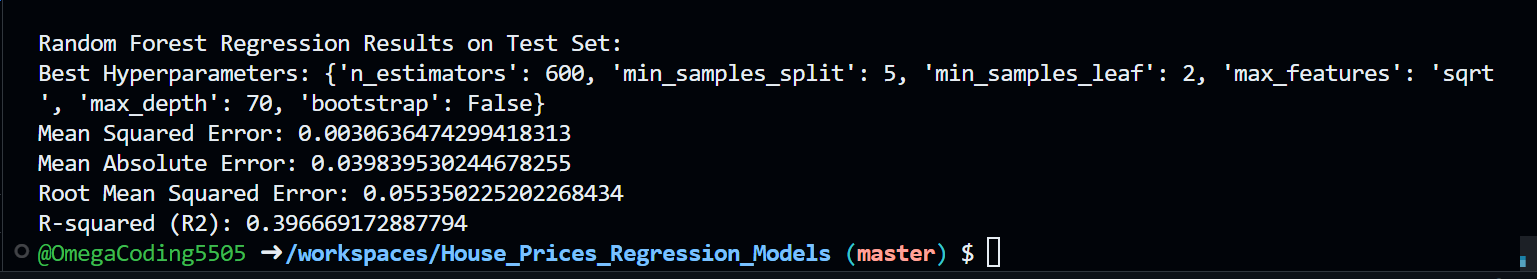 Random Forest Regression Results on Test Set:
Best Hyperparameters: {'n_estimators': 600, 'min_samples_split': 5, 'min_samples_leaf': 2, 'max_features': 'sqrt
', 'max_depth': 70, 'bootstrap': False}
Mean Squared Error: 0.0030636474299418313
Mean Absolute Error: 0.039839530244678255
Root Mean Squared Error: 0.055350225202268434
R-squared (R2): 0.396669172887794
@OmegaCoding5505 ➜/workspaces/House_Prices_Regression_Models (master) $